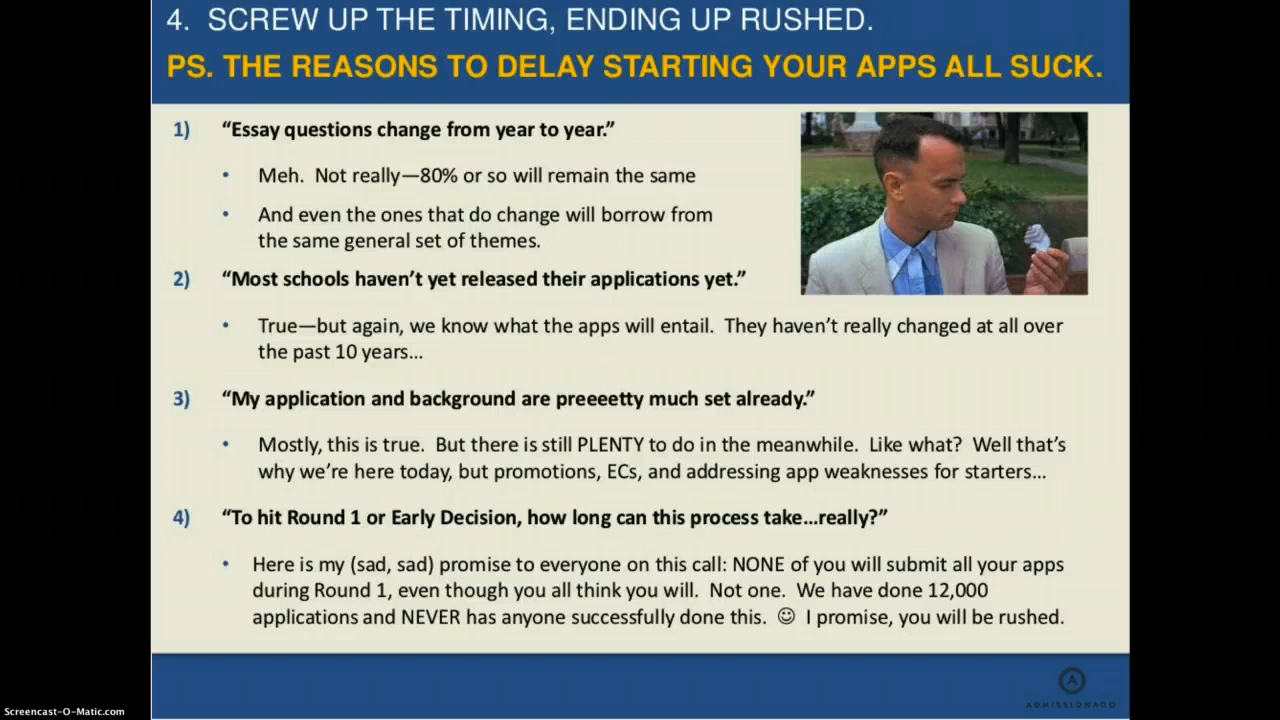 4. SCREW UP THE TIMING, ENDING UP RUSHED.
PS. THE REASONS TO DELAY STARTING YOUR APPS ALL SUCK.
1) “Essay questions change from year to year.”
• Meh. Not really—80% or so will remain the same
• And even the ones that do change will borrow from
the same general set of themes.
2) “Most schools haven’t yet released their applications yet.”
• True—but again, we know what the apps will entail. They haven’t really changed at all over
the past 10 years…
3) “My application and background are preeeetty much set already.”
• Mostly, this is true. But there is still PLENTY to do in the meanwhile. Like what? Well that’s
why we’re here today, but promotions, ECs, and addressing app weaknesses for starters…
4) “To hit Round 1 or Early Decision, how long can this process take…really?”
• Here is my (sad, sad) promise to everyone on this call: NONE of you will submit all your apps
during Round 1, even though you all think you will. Not one. We have done 12,000
applications and NEVER has anyone successfully done this. ☺ I promise, you will be rushed.
A
ADMISSIONADO
Screencast-O-Matic.com